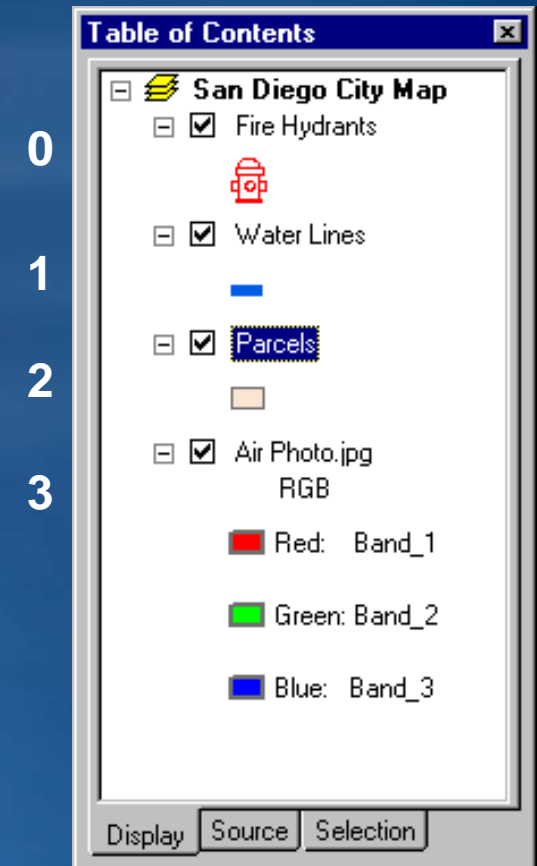 Table of Contents
San Diego City Map
0 Fire Hydrants
1 Water Lines
2 Parcels
3 Air Photo.jpg
RGB
Red: Band_1
Green: Band_2
Blue: Band_3
Display Source Selection